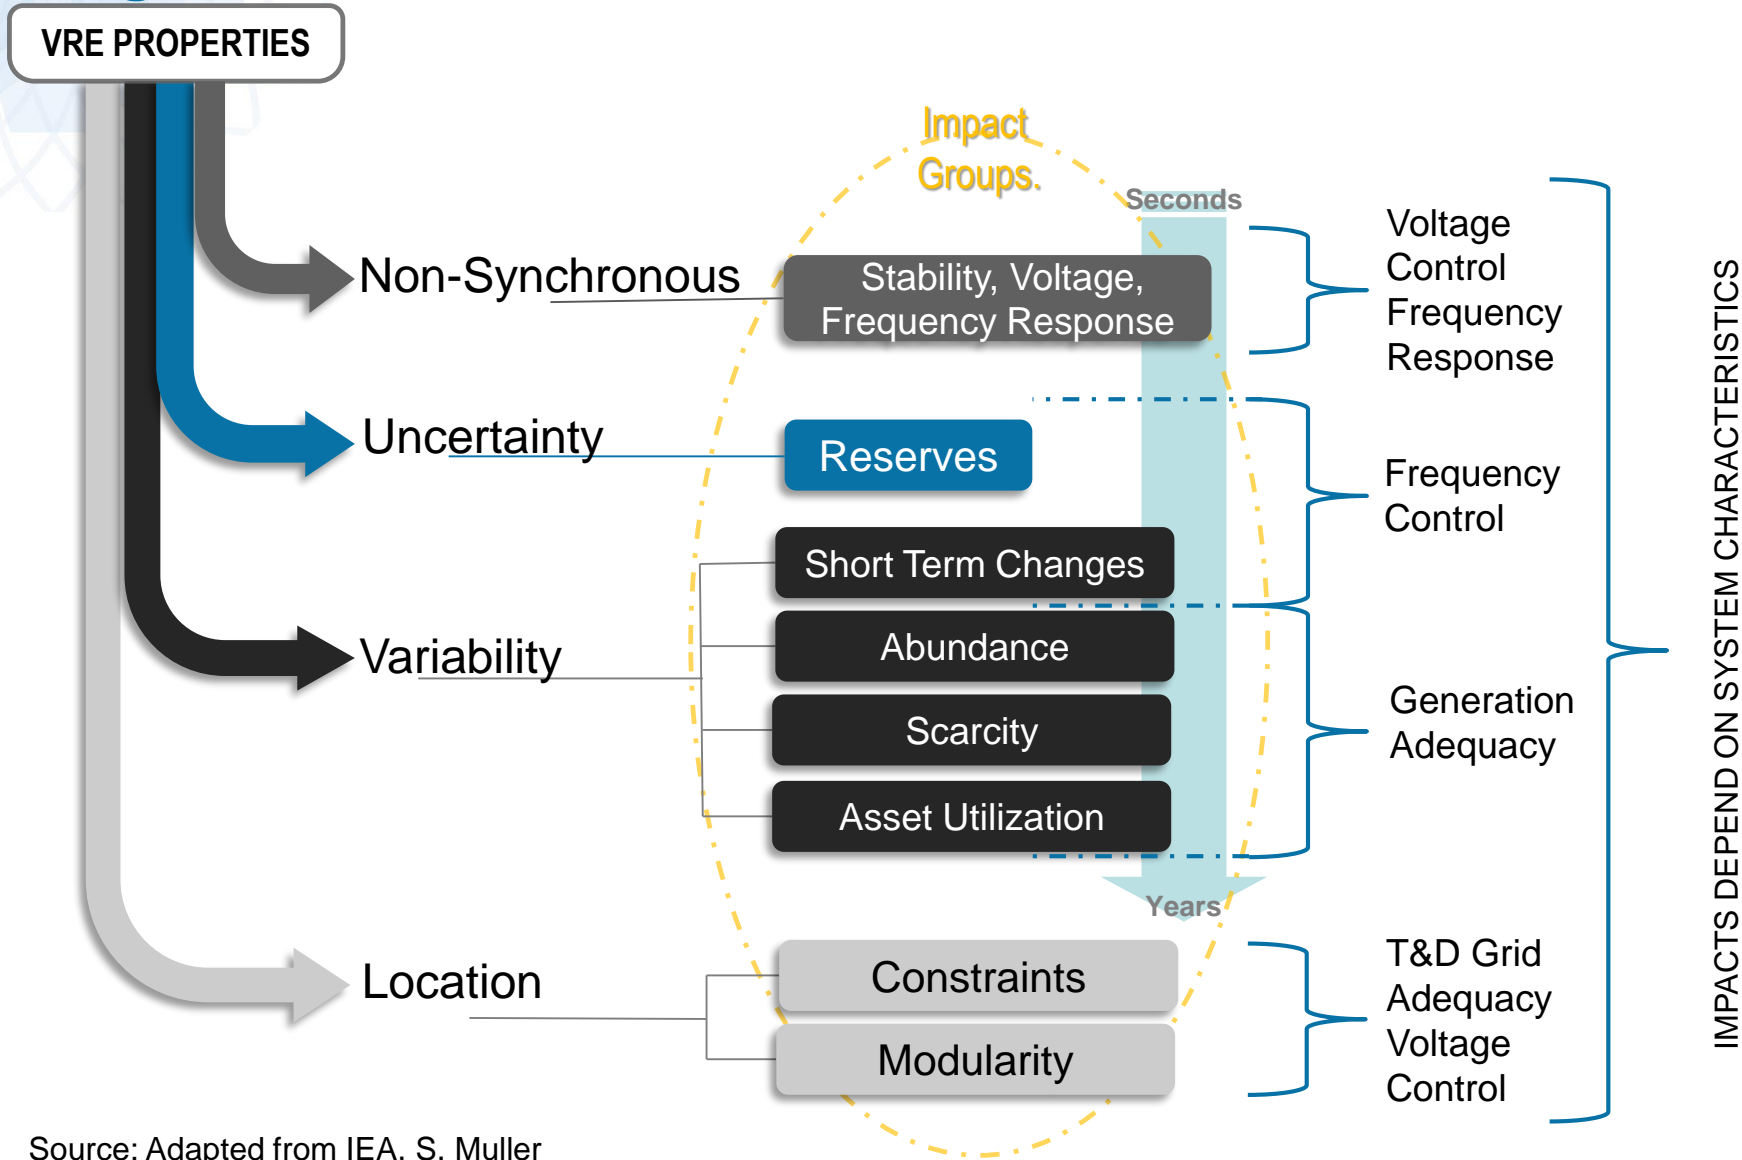 VRE PROPERTIES
Impact
Groups.
Seconds
Non-Synchronous
Stability, Voltage,
Frequency Response
Voltage
Control
Frequency
Response
Uncertainty
Reserves
Frequency
Control
Variability
Short Term Changes
Abundance
Scarcity
Asset Utilization
Generation
Adequacy
Years
Location
Constraints
Modularity
T&D Grid
Adequacy
Voltage
Control
IMPACTS DEPEND ON SYSTEM CHARACTERISTICS
Source: Adapted from IEA, S. Muller